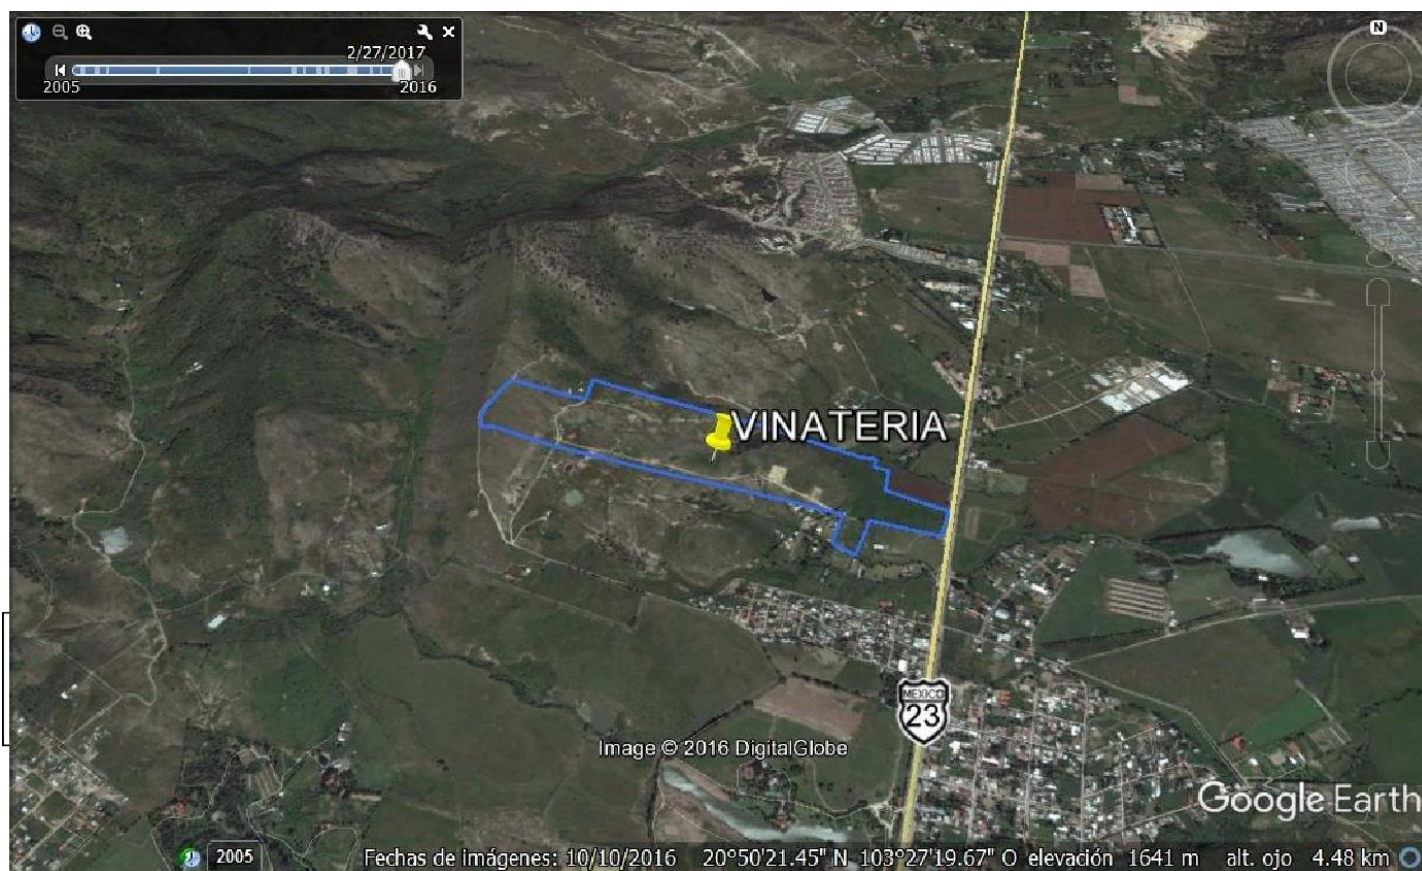 N
2/27/2017
2005
2016
VINATERIA
MEXICO
23
Image © 2016 DigitalGlobe
Google Earth
2005
Fechas de imágenes: 10/10/2016 20°50'21.45" N 103°27'19.67" O elevación 1641 m alt. ojo 4.48 km